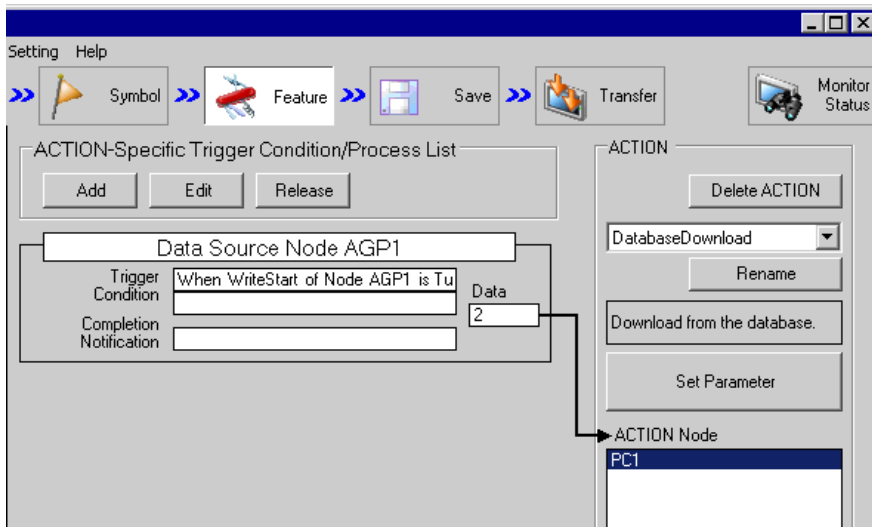 Setting Help
Symbol Feature Save Transfer Monitor Status
ACTION-Specific Trigger Condition/Process List
Add Edit Release
Data Source Node AGP1
Trigger Condition
When WriteStart of Node AGP1 is Tu
Data
2
Completion Notification
ACTION
Delete ACTION
DatabaseDownload
Rename
Download from the database.
Set Parameter
ACTION Node
PC1